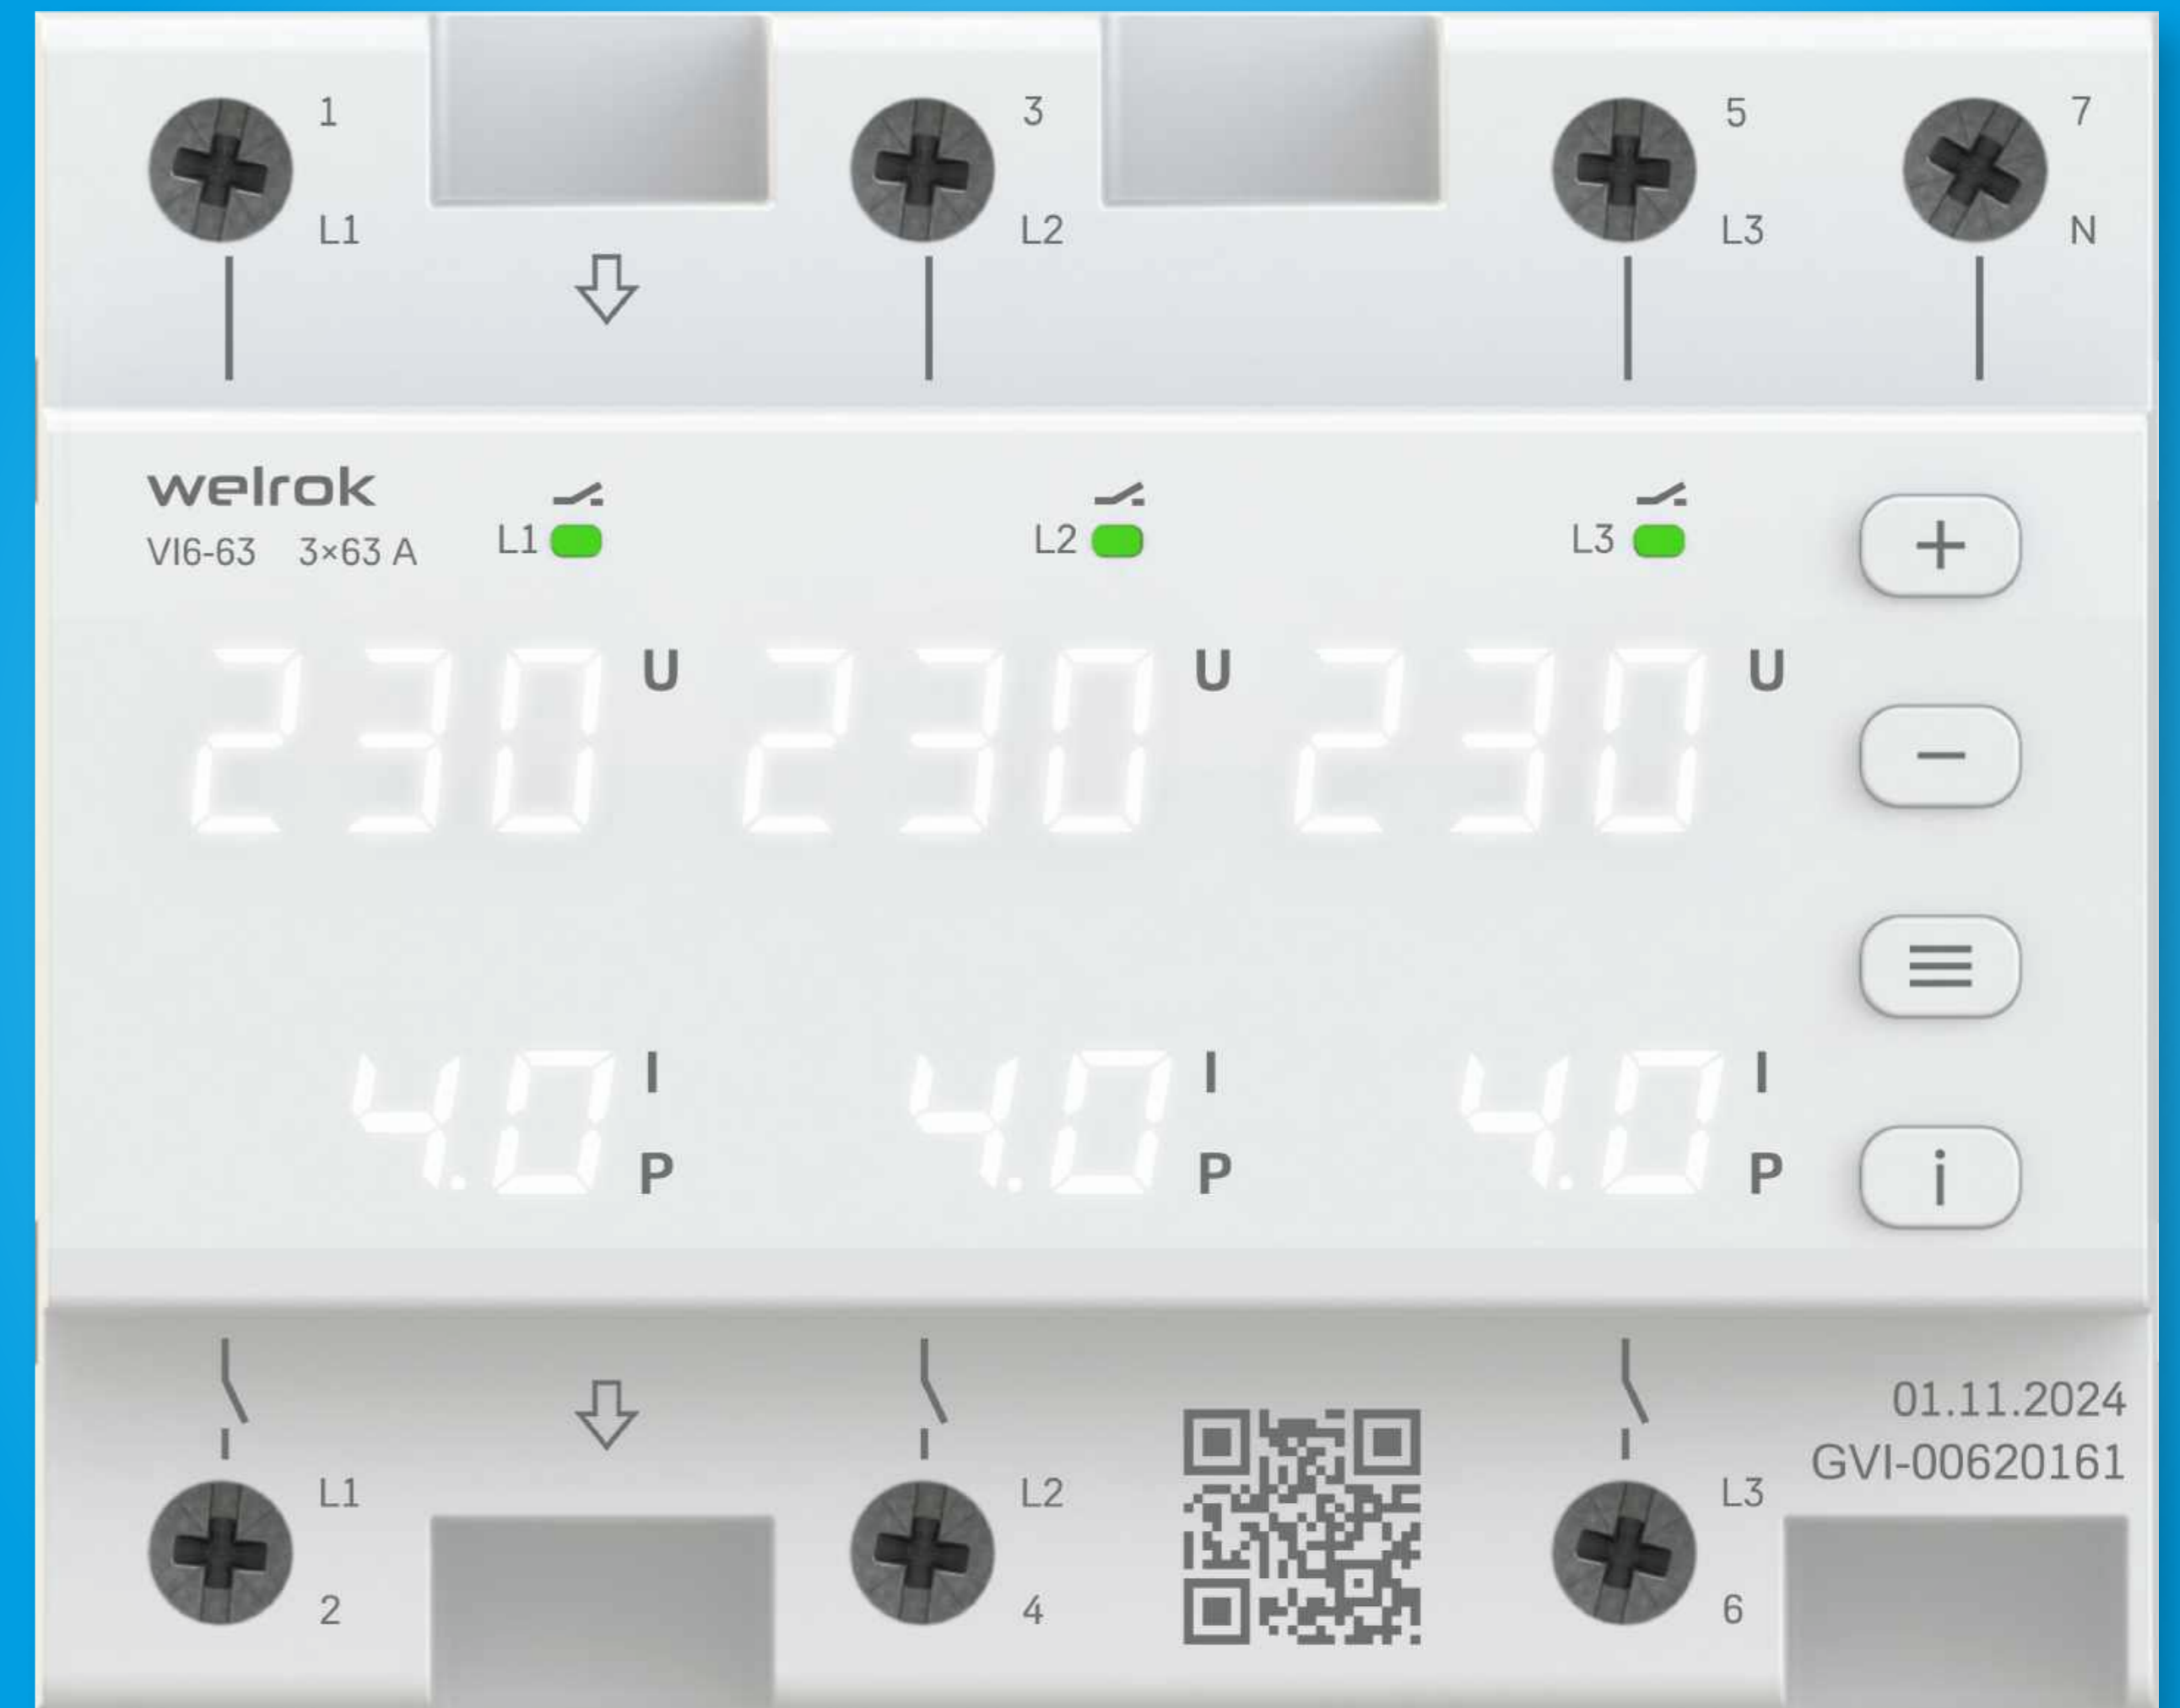 1 3 5 7
L1 L2 L3 N
welrok
VI6-63 3×63 A L1 L2 L3
230 U 230 U 230 U
4.0 I 4.0 I 4.0 I
P P P
+
−
i
01.11.2024
GVI-00620161
L1 L2 L3
2 4 6